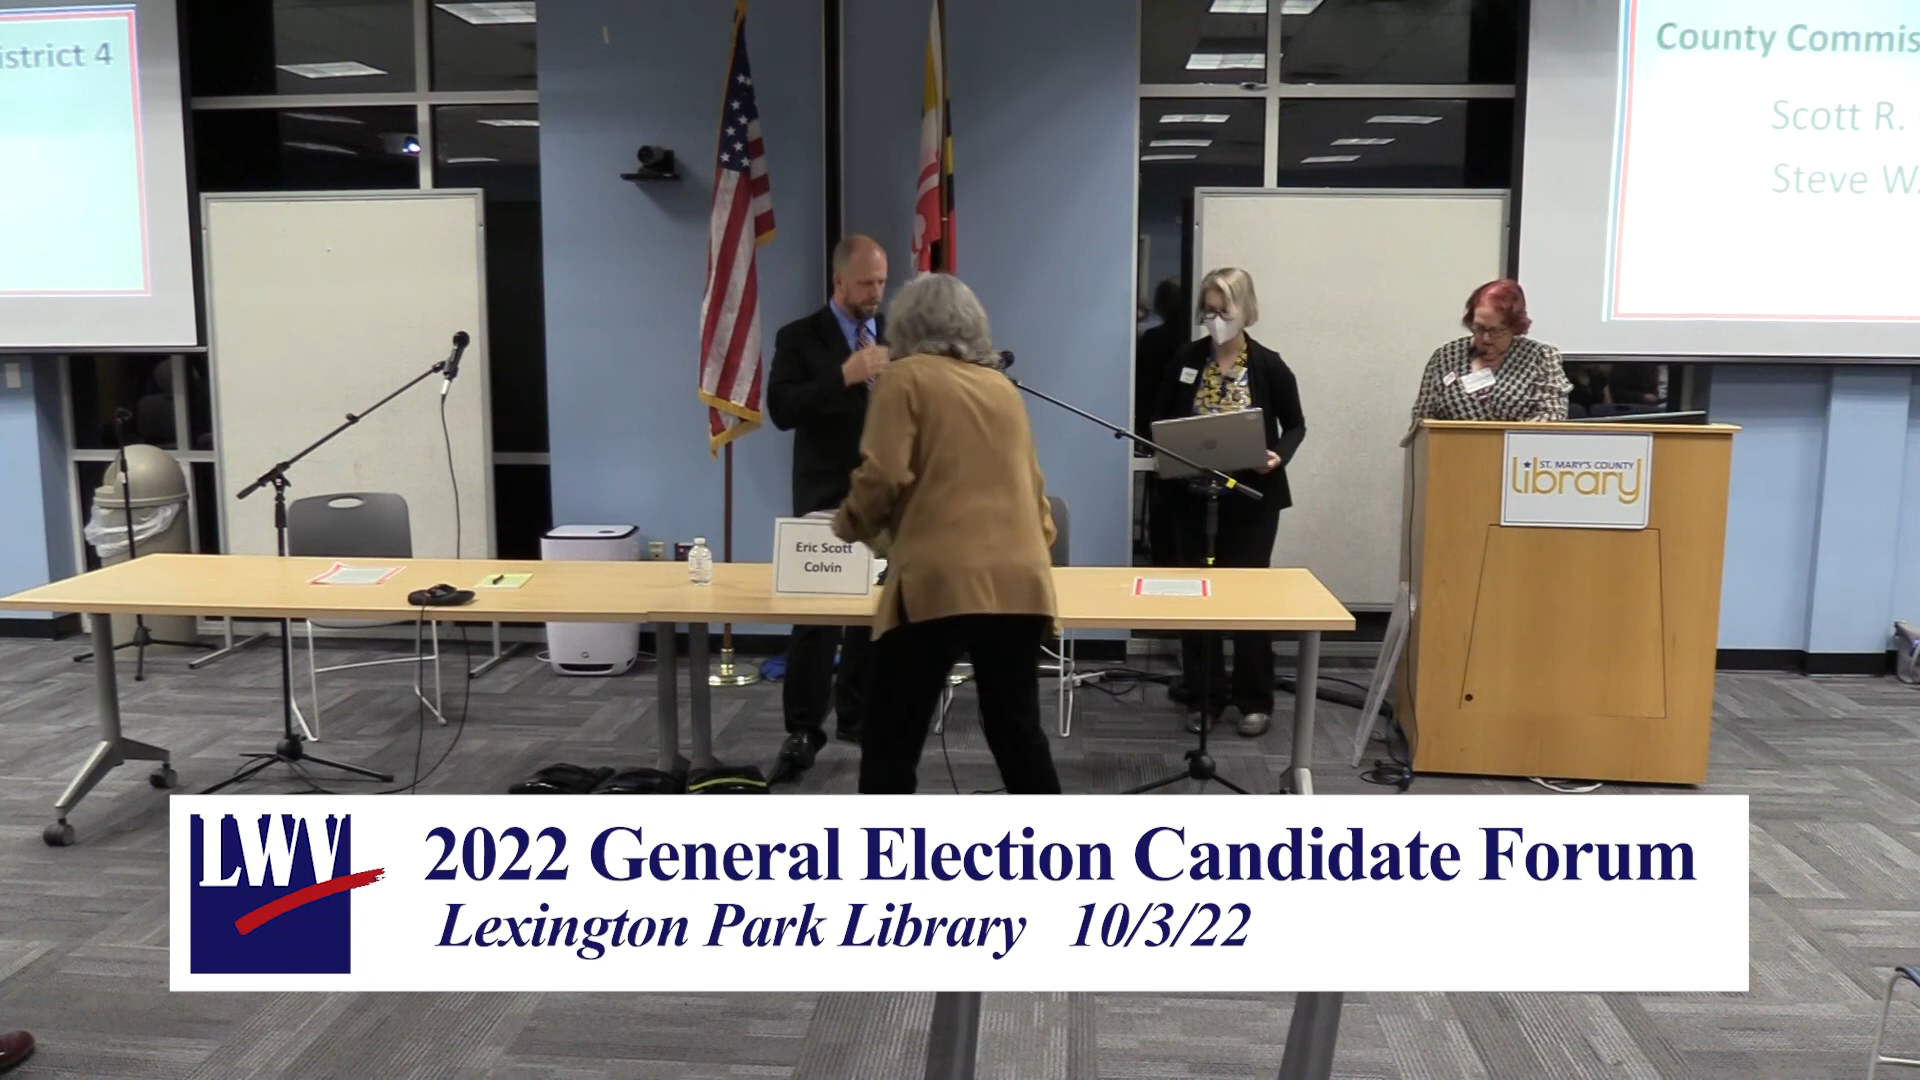 istrict 4
County Commis
Scott R.
Steve W.
ST. MARY'S COUNTY
library
Eric Scott
Colvin
LWV
2022 General Election Candidate Forum
Lexington Park Library 10/3/22